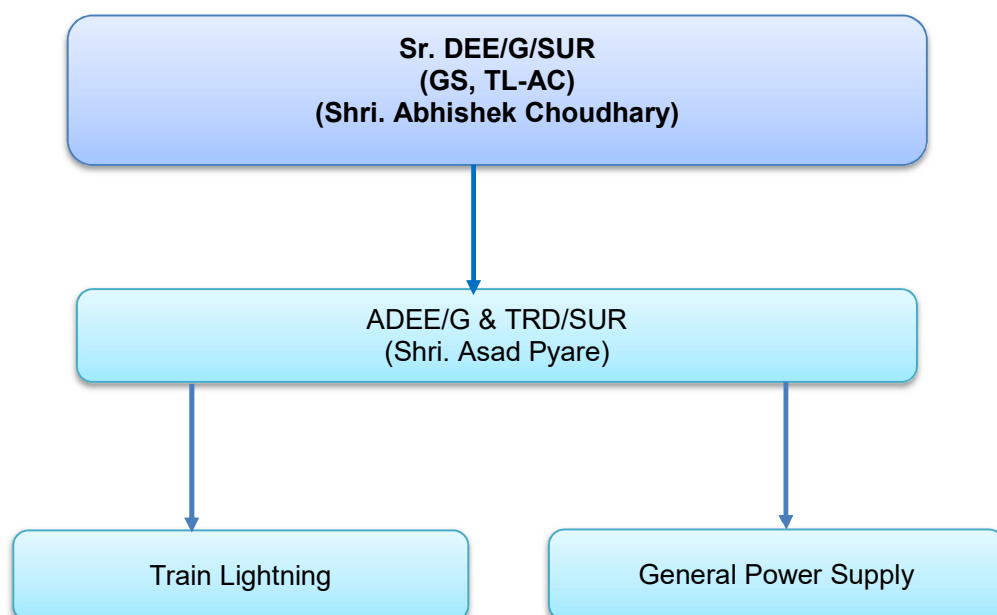 Sr. DEE/G/SUR
(GS, TL-AC)
(Shri. Abhishek Choudhary)
ADEE/G & TRD/SUR
(Shri. Asad Pyare)
Train Lightning
General Power Supply